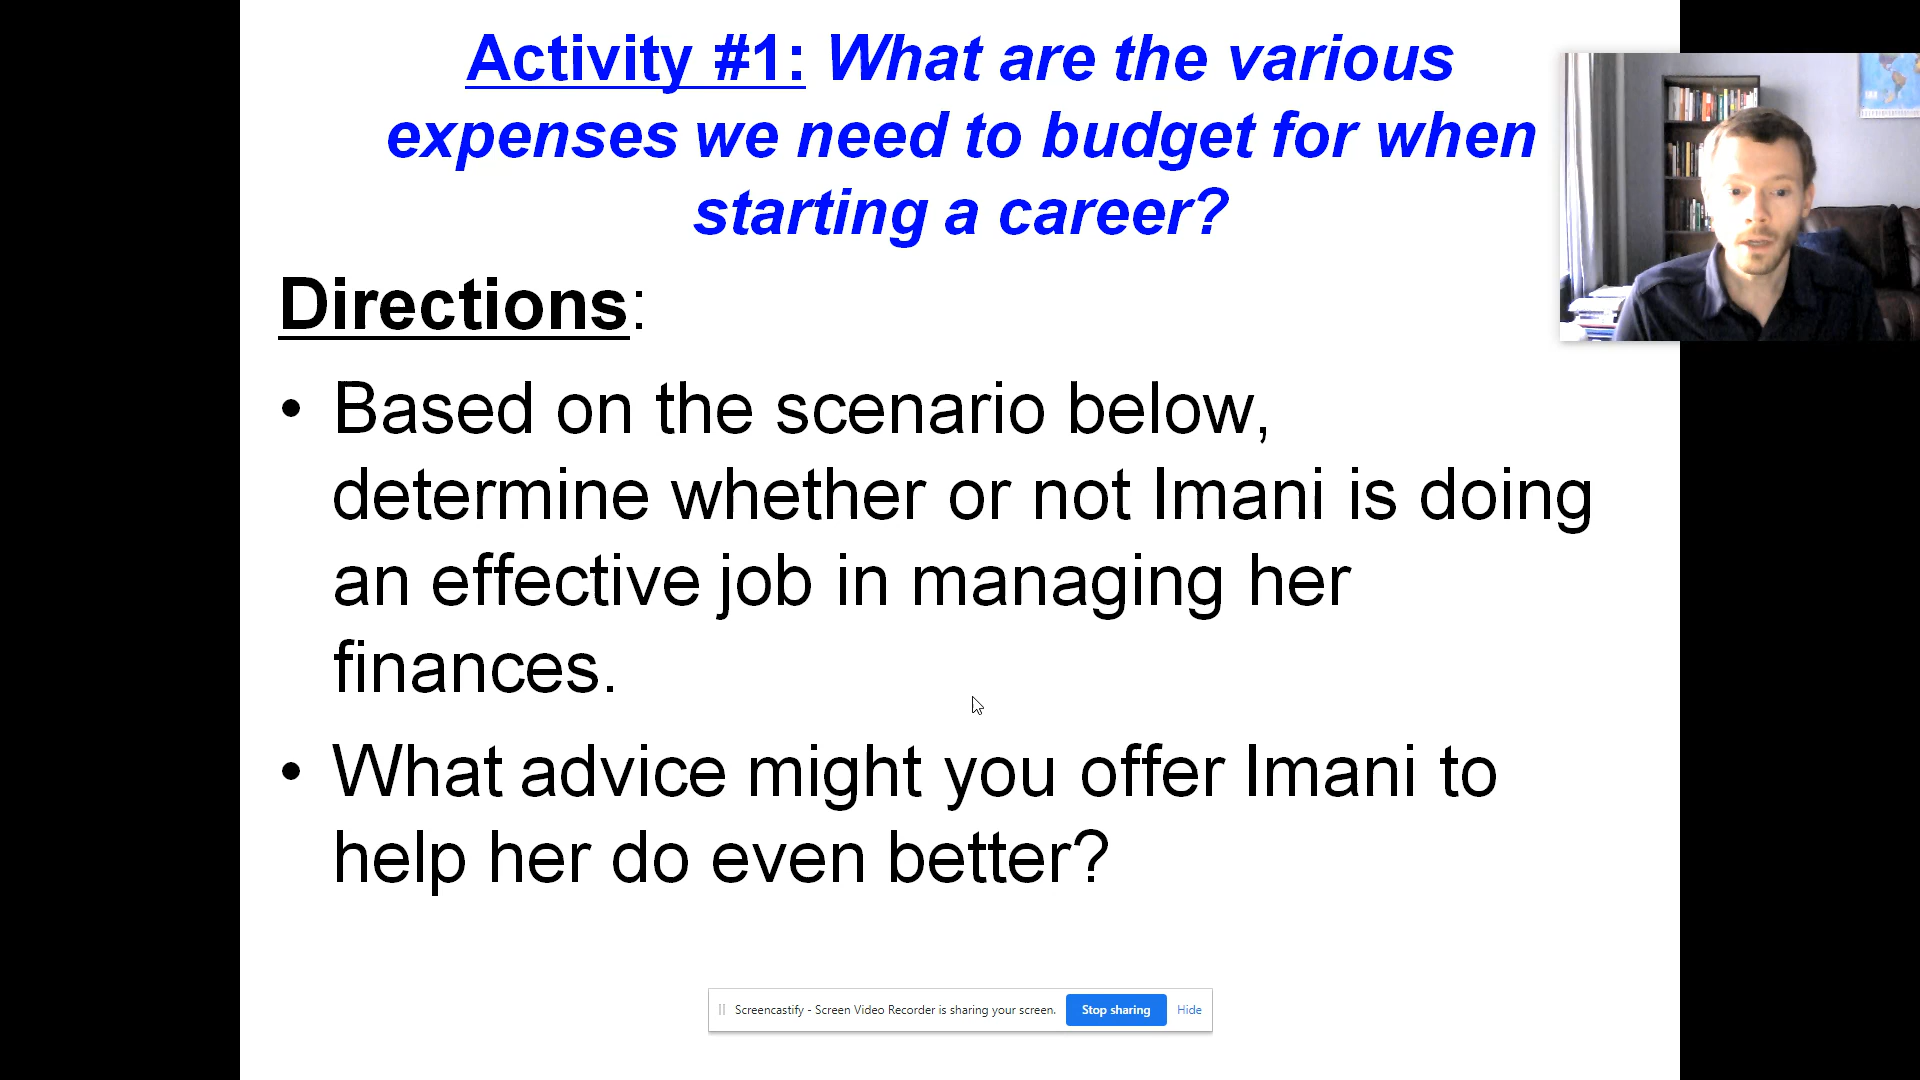 Activity #1: What are the various
expenses we need to budget for when
starting a career?
Directions:
• Based on the scenario below,
determine whether or not Imani is doing
an effective job in managing her
finances.
• What advice might you offer Imani to
help her do even better?
Screencastify - Screen Video Recorder is sharing your screen. Stop sharing Hide